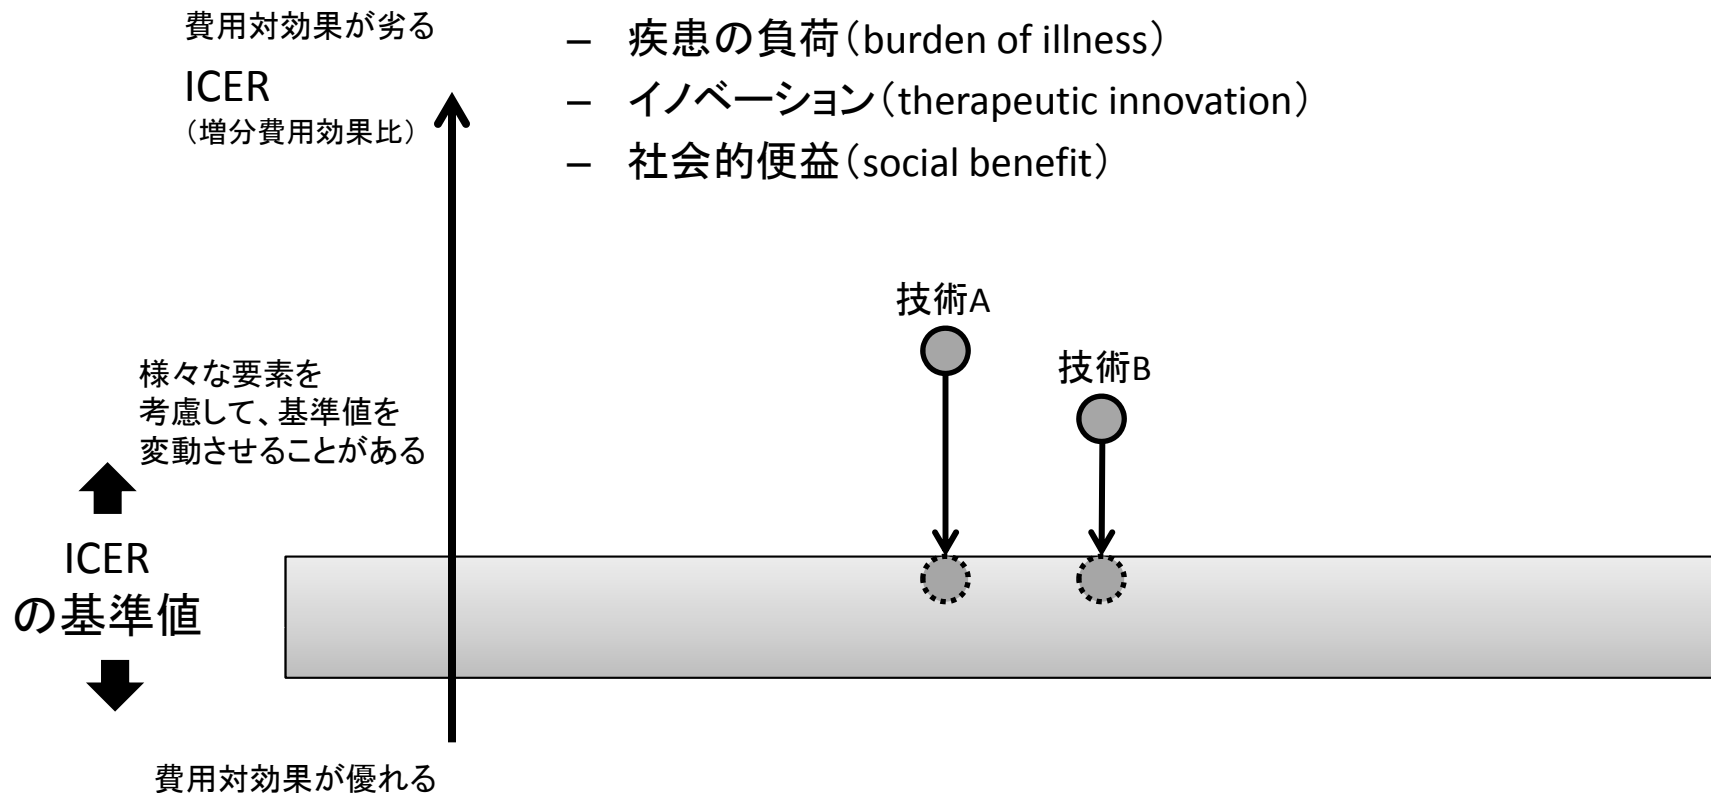 費用対効果が劣る
ICER
（増分費用効果比）
– 疾患の負荷（burden of illness）
– イノベーション（therapeutic innovation）
– 社会的便益（social benefit）
技術A
技術B
様々な要素を
考慮して、基準値を
変動させることがある
ICER
の基準値
費用対効果が優れる